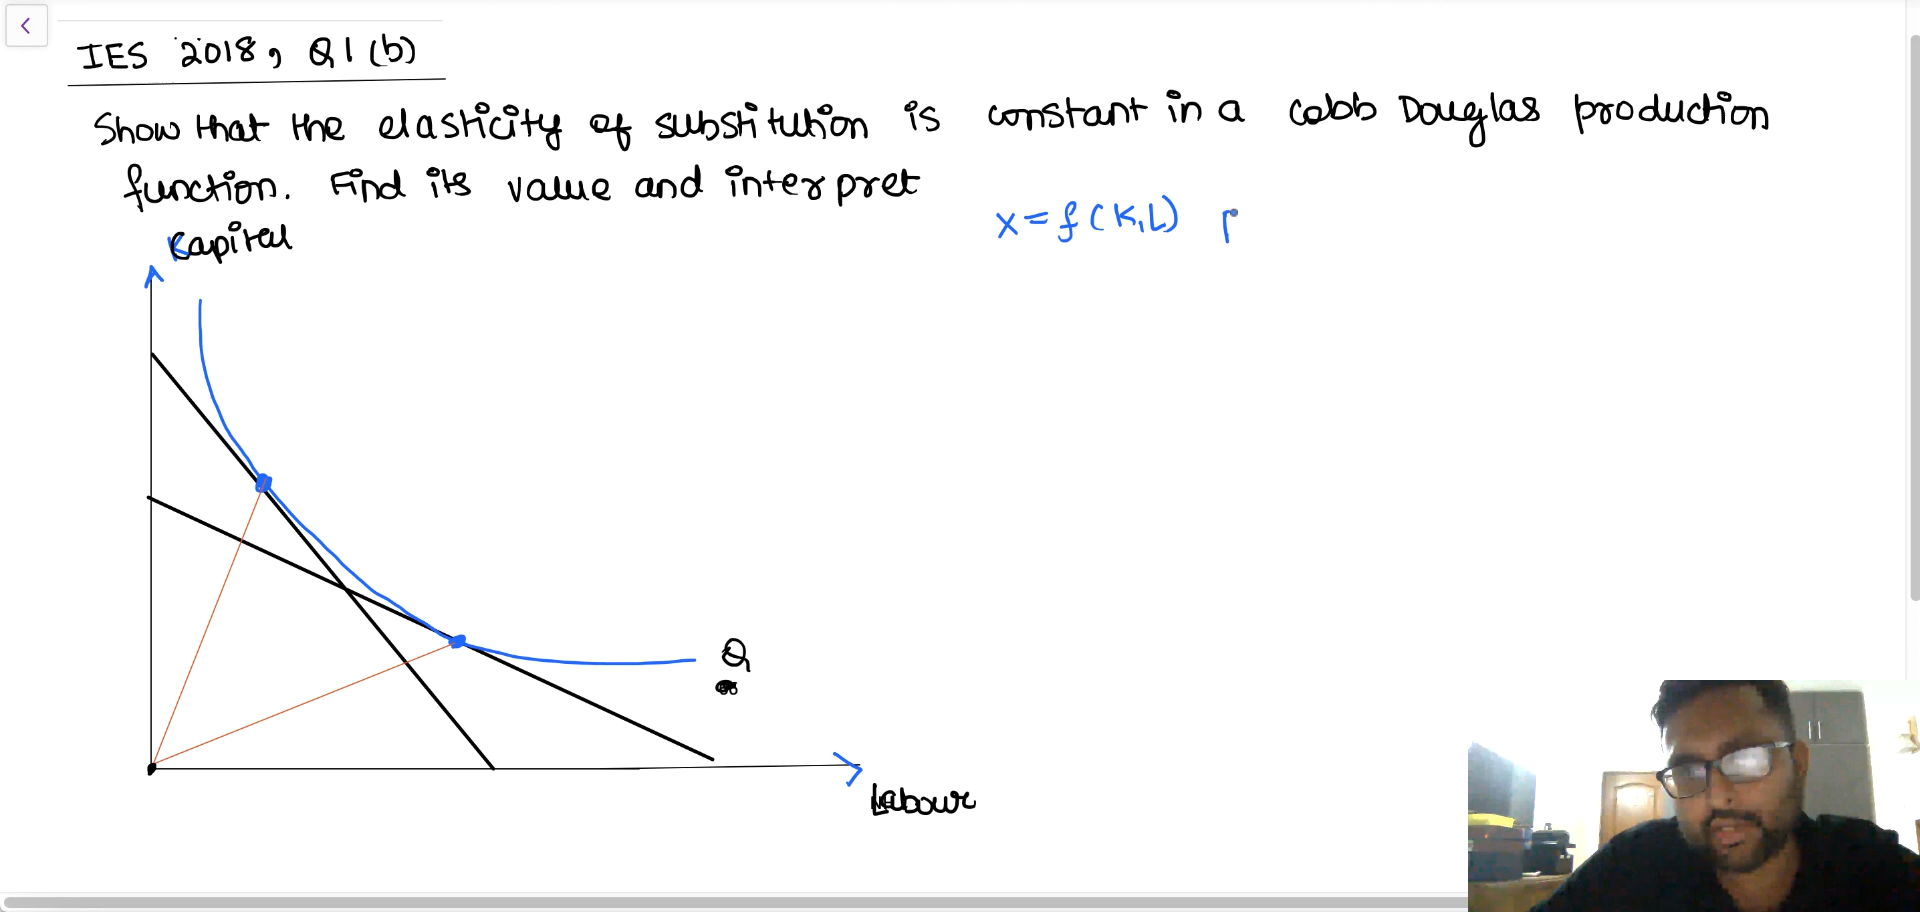 IES 2018, Q1 (b)
Show that the elasticity of substitution is constant in a cobb Douglas production
function. Find its value and interpret
Capital
x = f(K,L)
Q
Labour